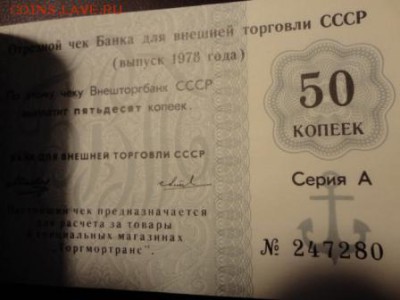 COINS.LAVE.RU
Отрезной чек Банка для внешней торговли СССР
(выпуск 1978 года)
По этому чеку Внешторгбанк СССР
пятьдесят копеек.
БАНК ДЛЯ ВНЕШНЕЙ ТОРГОВЛИ СССР
Настоящий чек предназначается
для расчета за товары
в специальных магазинах
"Торгмортранс".
50
КОПЕЕК
Серия А
№ 247280